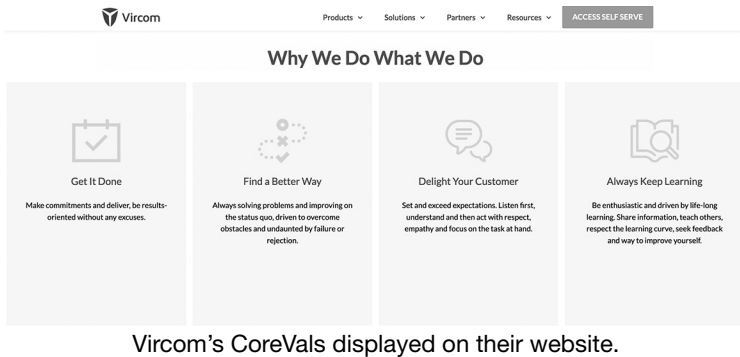 Vircom Products Solutions Partners Resources ACCESS SELF SERVE
Why We Do What We Do
Get It Done
Make commitments and deliver, be results-
oriented without any excuses.
Find a Better Way
Always solving problems and improving on
the status quo, driven to overcome
obstacles and undaunted by failure or
rejection.
Delight Your Customer
Set and exceed expectations. Listen first,
understand and then act with respect,
empathy and focus on the task at hand.
Always Keep Learning
Be enthusiastic and driven by life-long
learning. Share information, teach others,
respect the learning curve, seek feedback
and way to improve yourself.
Vircom’s CoreVals displayed on their website.